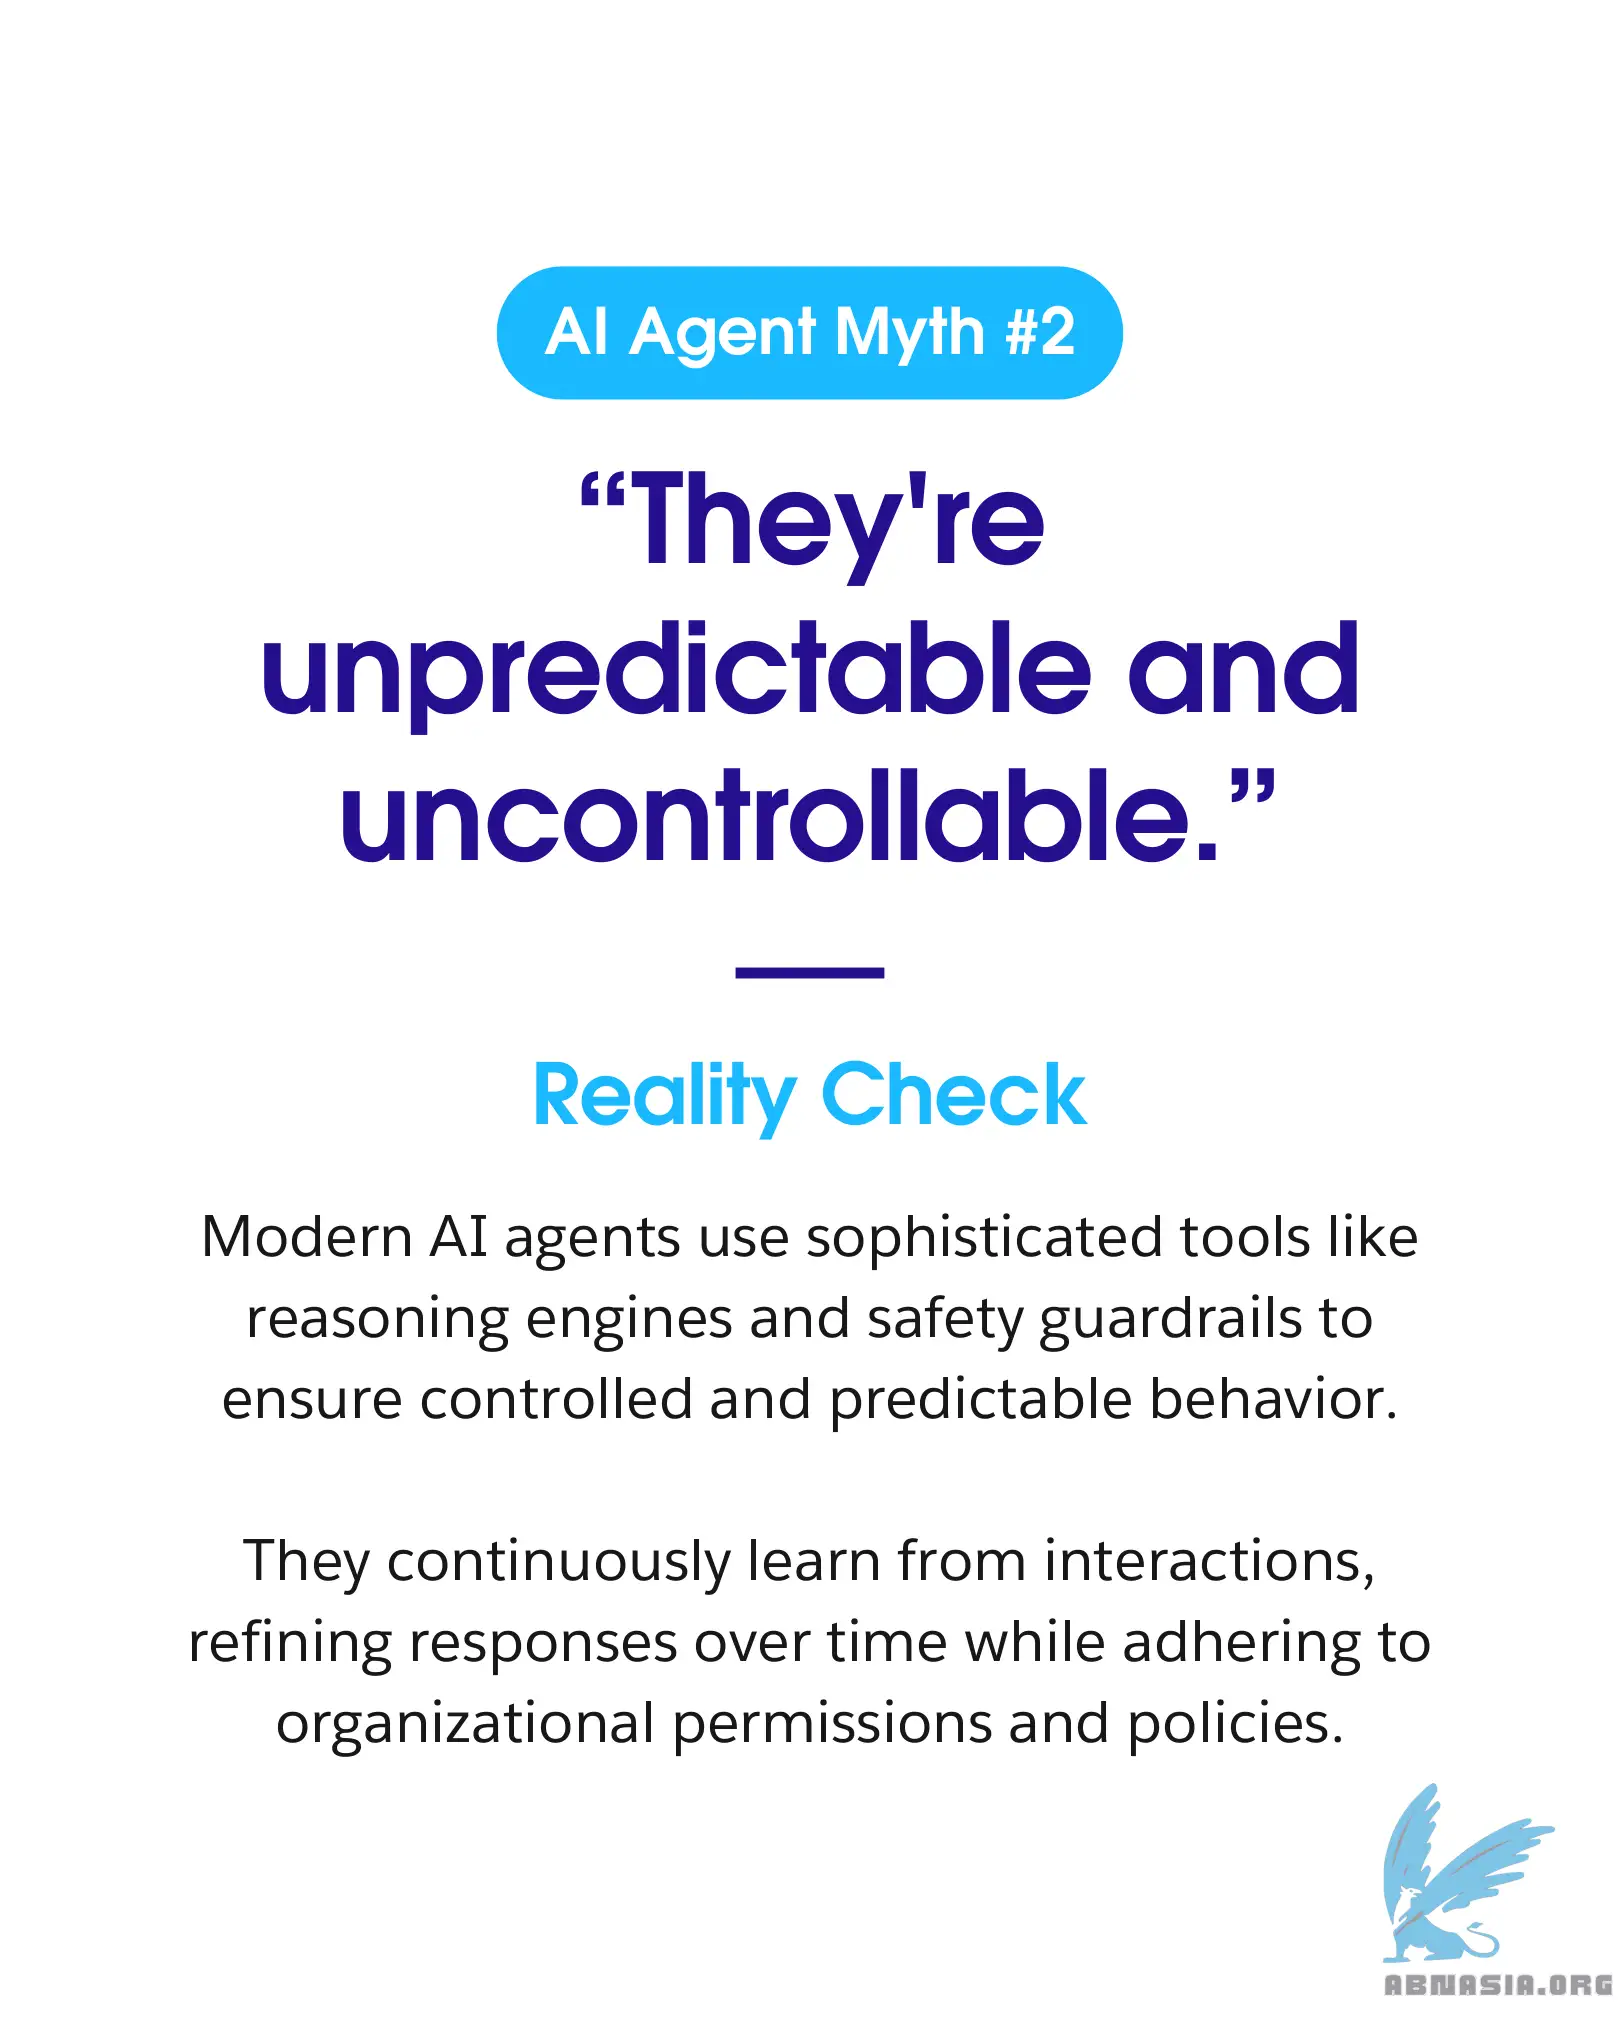 AI Agent Myth #2
“They're
unpredictable and
uncontrollable.”
Reality Check
Modern AI agents use sophisticated tools like
reasoning engines and safety guardrails to
ensure controlled and predictable behavior.
They continuously learn from interactions,
refining responses over time while adhering to
organizational permissions and policies.
ABNASIA.ORG